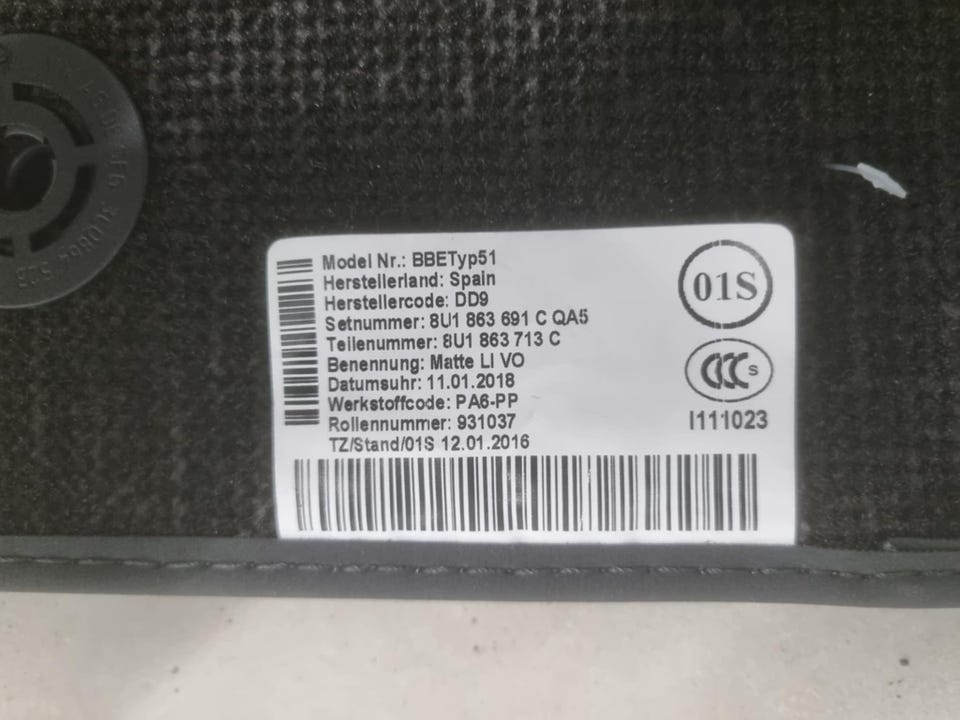 Model Nr.: BBETyp51
Herstellerland: Spain
Herstellercode: DD9
Setnummer: 8U1 863 691 C QA5
Teilenummer: 8U1 863 713 C
Benennung: Matte LI VO
Datumsuhr: 11.01.2018
Werkstoffcode: PA6-PP
Rollennummer: 931037
TZ/Stand/01S 12.01.2016
01S
CCC S
I111023